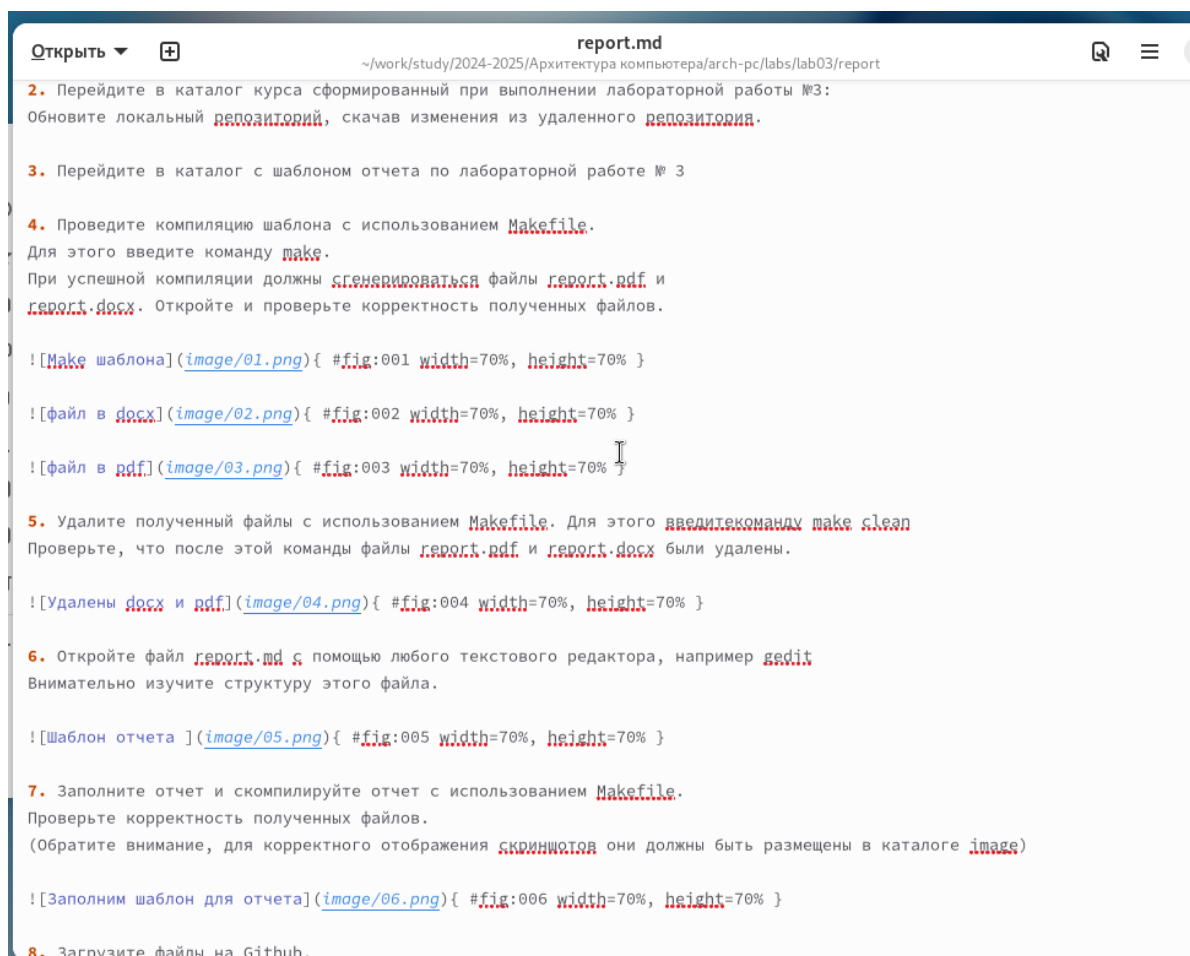 Открыть
report.md
~/work/study/2024-2025/Архитектура компьютера/arch-pc/labs/lab03/report
2. Перейдите в каталог курса сформированный при выполнении лабораторной работы №3:
Обновите локальный репозиторий, скачав изменения из удаленного репозитория.
3. Перейдите в каталог с шаблоном отчета по лабораторной работе № 3
4. Проведите компиляцию шаблона с использованием Makefile.
Для этого введите команду make.
При успешной компиляции должны сгенерироваться файлы report.pdf и
report.docx. Откройте и проверьте корректность полученных файлов.
![Make шаблона](image/01.png){ #fig:001 width=70%, height=70% }
![файл в docx](image/02.png){ #fig:002 width=70%, height=70% }
![файл в pdf](image/03.png){ #fig:003 width=70%, height=70% }
5. Удалите полученный файлы с использованием Makefile. Для этого введитекоманду make clean
Проверьте, что после этой команды файлы report.pdf и report.docx были удалены.
![Удалены docx и pdf](image/04.png){ #fig:004 width=70%, height=70% }
6. Откройте файл report.md с помощью любого текстового редактора, например gedit
Внимательно изучите структуру этого файла.
![Шаблон отчета ](image/05.png){ #fig:005 width=70%, height=70% }
7. Заполните отчет и скомпилируйте отчет с использованием Makefile.
Проверьте корректность полученных файлов.
(Обратите внимание, для корректного отображения скриншотов они должны быть размещены в каталоге image)
![Заполним шаблон для отчета](image/06.png){ #fig:006 width=70%, height=70% }
8. Загрузите файлы на Github.